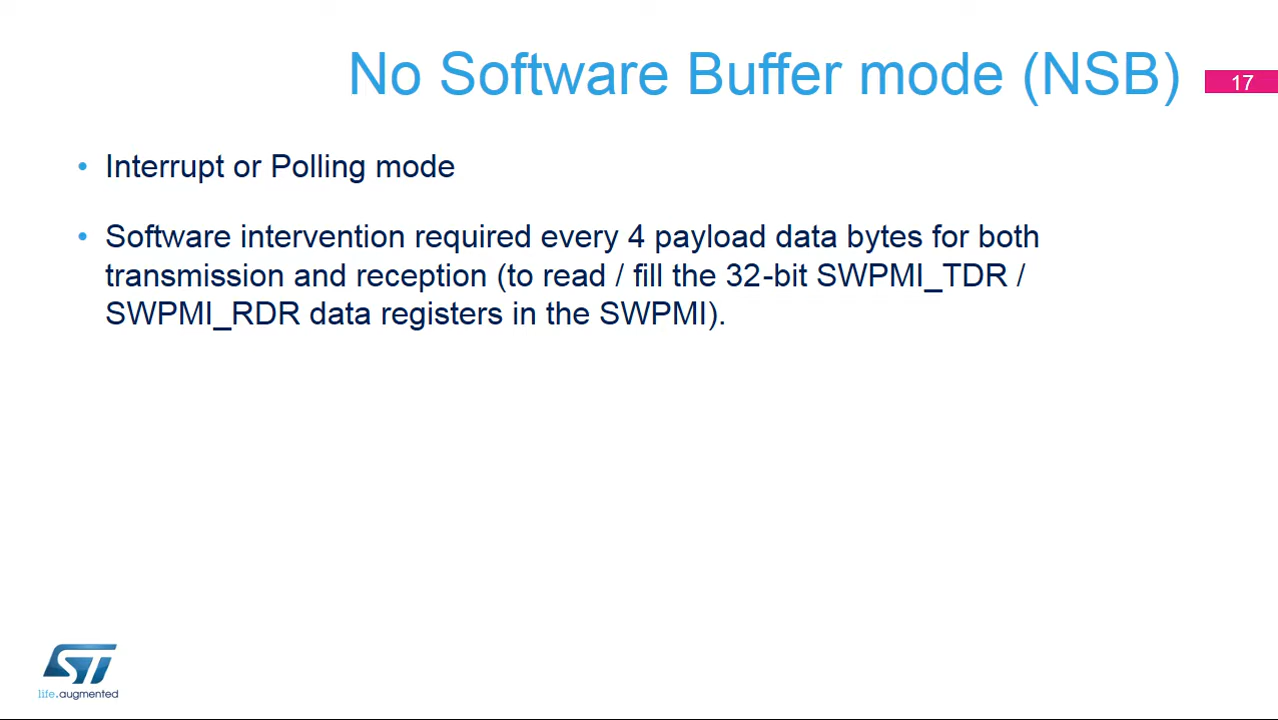 No Software Buffer mode (NSB)
17
• Interrupt or Polling mode
• Software intervention required every 4 payload data bytes for both
transmission and reception (to read / fill the 32-bit SWPMI_TDR /
SWPMI_RDR data registers in the SWPMI).
ST
life.augmented